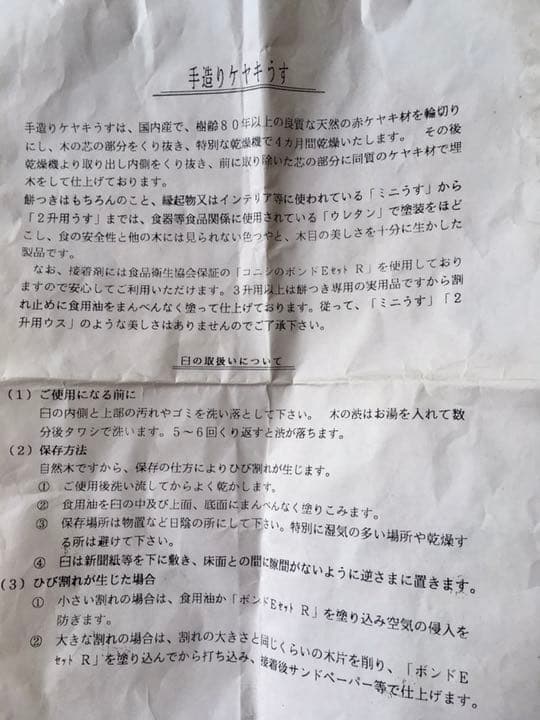 手造りケヤキうす
手造りケヤキうすは、国内産で、樹齢80年以上の良質な天然の赤ケヤキ材を輪切り
にし、木の芯の部分をくり抜き、特別な乾燥機で4カ月間乾燥いたします。 その後
乾燥機より取り出し内側をくり抜き、前に取り除いた芯の部分に同質のケヤキ材で埋
木をして仕上げております。
餅つきはもちろんのこと、縁起物又はインテリア等に使われている「ミニうす」から
「2升用うす」までは、食器等食品関係に使用されている「ウレタン」で塗装をほど
こし、食の安全性と他の木には見られない色つやと、木目の美しさを十分に生かした
製品です。
なお、接着剤には食品衛生協会保証の「コニシのボンドEセット R」を使用しており
ますので安心してご利用いただけます。3升用以上は餅つき専用の実用品ですから割
れ止めに食用油をまんべんなく塗って仕上げております。従って、「ミニうす」「2
升用ウス」のような美しさはありませんのでご了承下さい。
臼の取扱いについて
(1) ご使用になる前に
臼の内側と上部の汚れやゴミを洗い落として下さい。 木の渋はお湯を入れて数
分後タワシで洗います。5~6回くり返すと渋が落ちます。
(2) 保存方法
自然木ですから、保存の仕方によりひび割れが生じます。
① ご使用後洗い流してからよく乾かします。
② 食用油を臼の中及び上面、底面にまんべんなく塗りこみます。
③ 保存場所は物置など日陰の所にして下さい。特別に湿気の多い場所や乾燥す
る所は避けて下さい。
④ 臼は新聞紙等を下に敷き、床面との間に隙間がないように逆さまに置きます。
(3) ひび割れが生じた場合
① 小さい割れの場合は、食用油か「ボンドEセット R」を塗り込み空気の侵入を
防ぎます。
② 大きな割れの場合は、割れの大きさと同じくらいの木片を削り、「ボンドE
セット R」を塗り込んでから打ち込み、接着後サンドペーパー等で仕上げます。